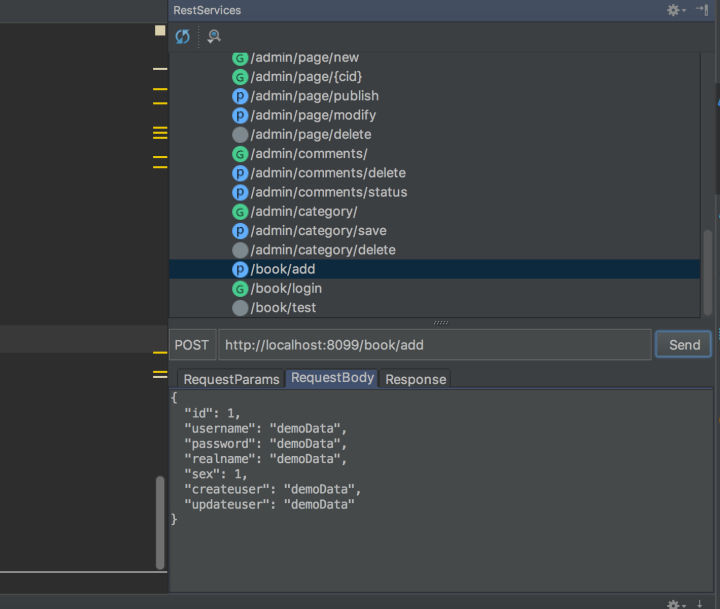 RestServices
G /admin/page/new
G /admin/page/{cid}
p /admin/page/publish
p /admin/page/modify
/admin/page/delete
G /admin/comments/
p /admin/comments/delete
p /admin/comments/status
G /admin/category/
p /admin/category/save
/admin/category/delete
p /book/add
G /book/login
/book/test
POST http://localhost:8099/book/add Send
RequestParams RequestBody Response
{
"id": 1,
"username": "demoData",
"password": "demoData",
"realname": "demoData",
"sex": 1,
"createuser": "demoData",
"updateuser": "demoData"
}